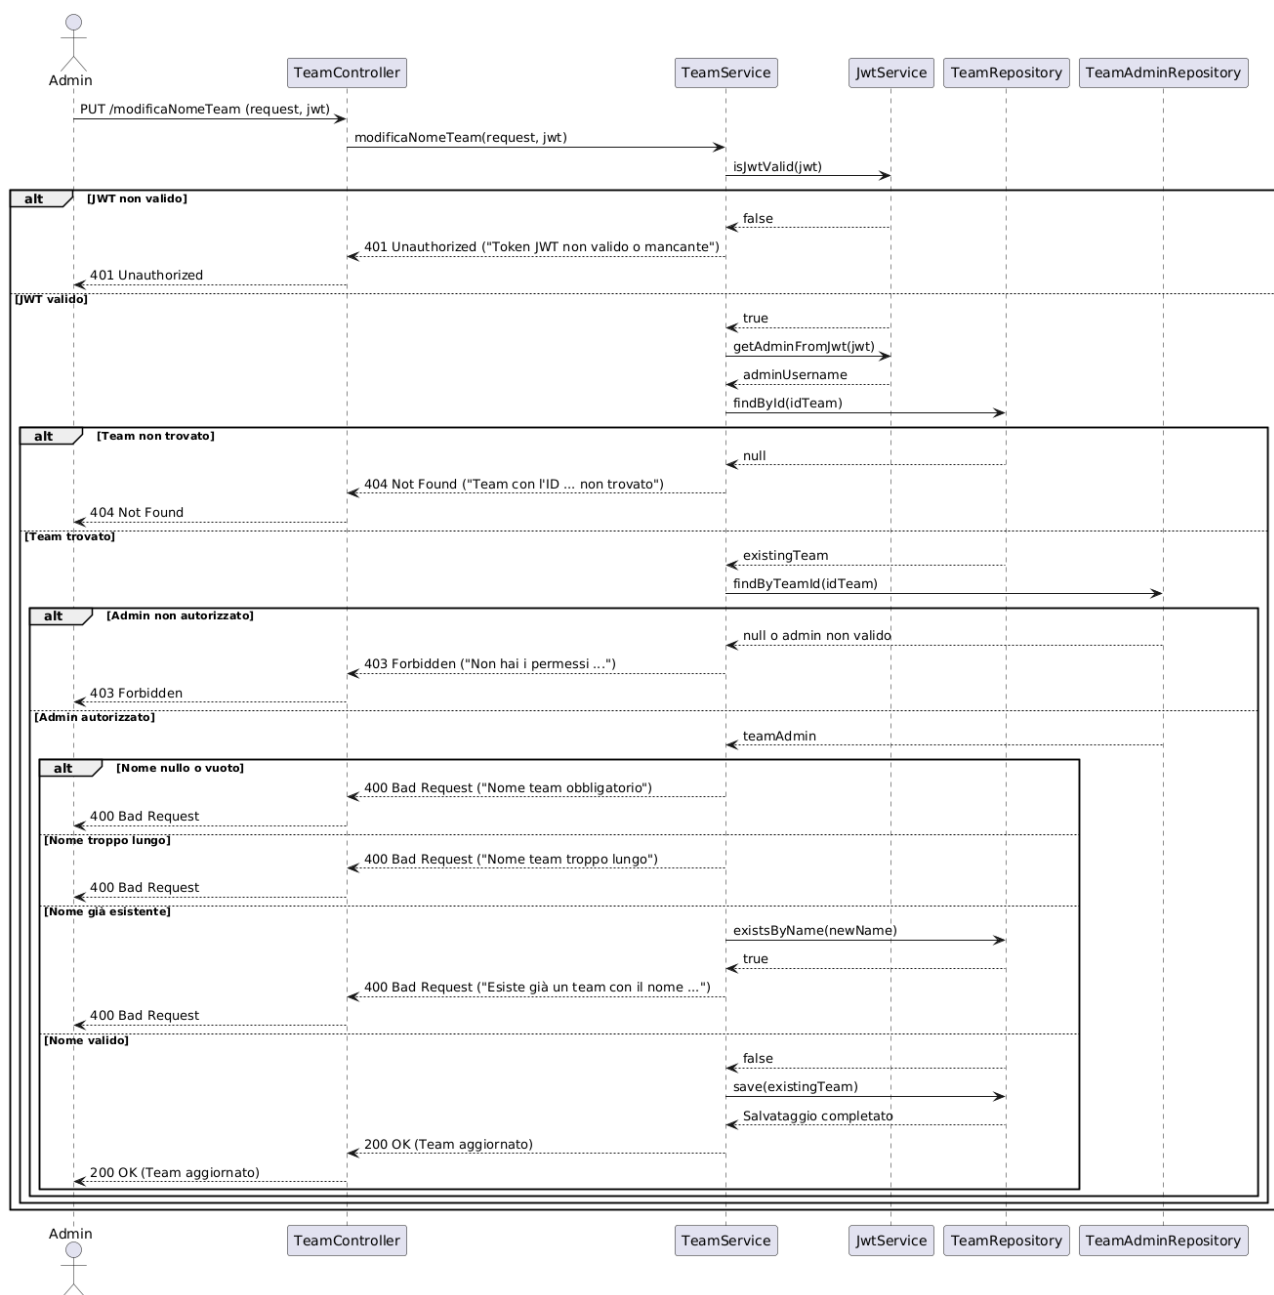 Admin
TeamController
TeamService
JwtService
TeamRepository
TeamAdminRepository
PUT /modificaNomeTeam (request, jwt)
modificaNomeTeam(request, jwt)
isJwtValid(jwt)
alt [JWT non valido]
false
401 Unauthorized ("Token JWT non valido o mancante")
401 Unauthorized
[JWT valido]
true
getAdminFromJwt(jwt)
adminUsername
findById(idTeam)
alt [Team non trovato]
null
404 Not Found ("Team con l'ID ... non trovato")
404 Not Found
[Team trovato]
existingTeam
findByTeamId(idTeam)
alt [Admin non autorizzato]
null o admin non valido
403 Forbidden ("Non hai i permessi ...")
403 Forbidden
[Admin autorizzato]
teamAdmin
alt [Nome nullo o vuoto]
400 Bad Request ("Nome team obbligatorio")
400 Bad Request
[Nome troppo lungo]
400 Bad Request ("Nome team troppo lungo")
400 Bad Request
[Nome già esistente]
existsByName(newName)
true
400 Bad Request ("Esiste già un team con il nome ...")
400 Bad Request
[Nome valido]
false
save(existingTeam)
Salvataggio completato
200 OK (Team aggiornato)
200 OK (Team aggiornato)
Admin
TeamController
TeamService
JwtService
TeamRepository
TeamAdminRepository